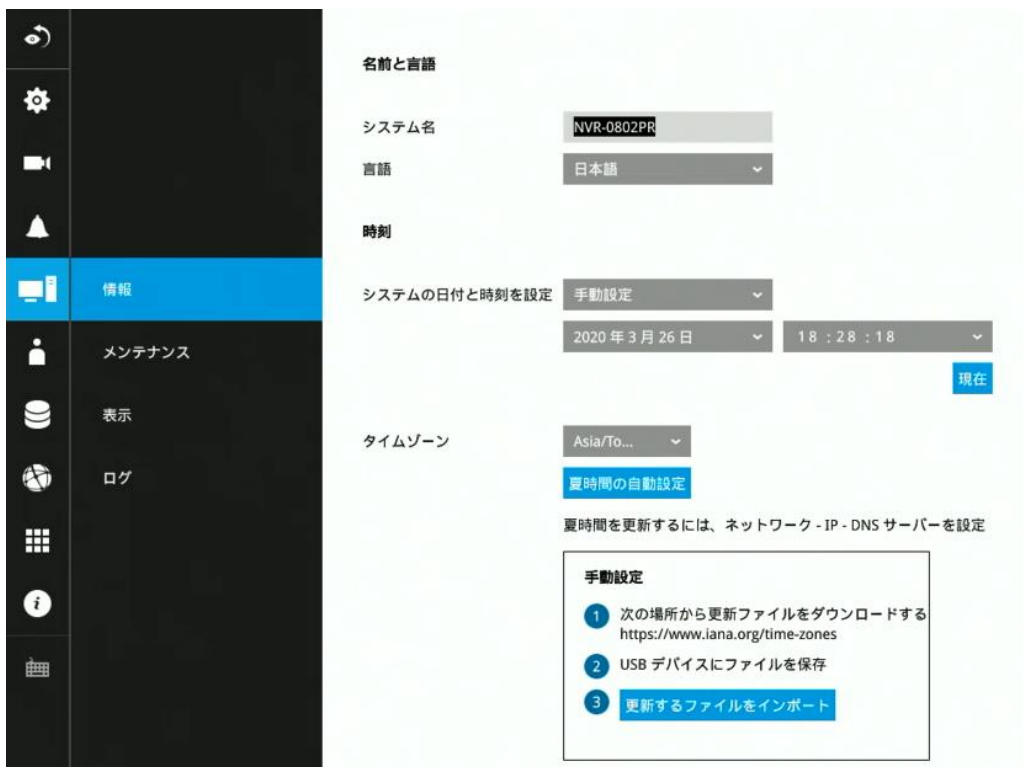 名前と言語
システム名
NVR-0802PR
言語
日本語
時刻
情報
システムの日付と時刻を設定
手動設定
2020 年 3 月 26 日
18 : 28 : 18
現在
メンテナンス
表示
タイムゾーン
Asia/To...
ログ
夏時間の自動設定
夏時間を更新するには、ネットワーク - IP - DNS サーバーを設定
手動設定
1 次の場所から更新ファイルをダウンロードする
https://www.iana.org/time-zones
2 USB デバイスにファイルを保存
3 更新するファイルをインポート